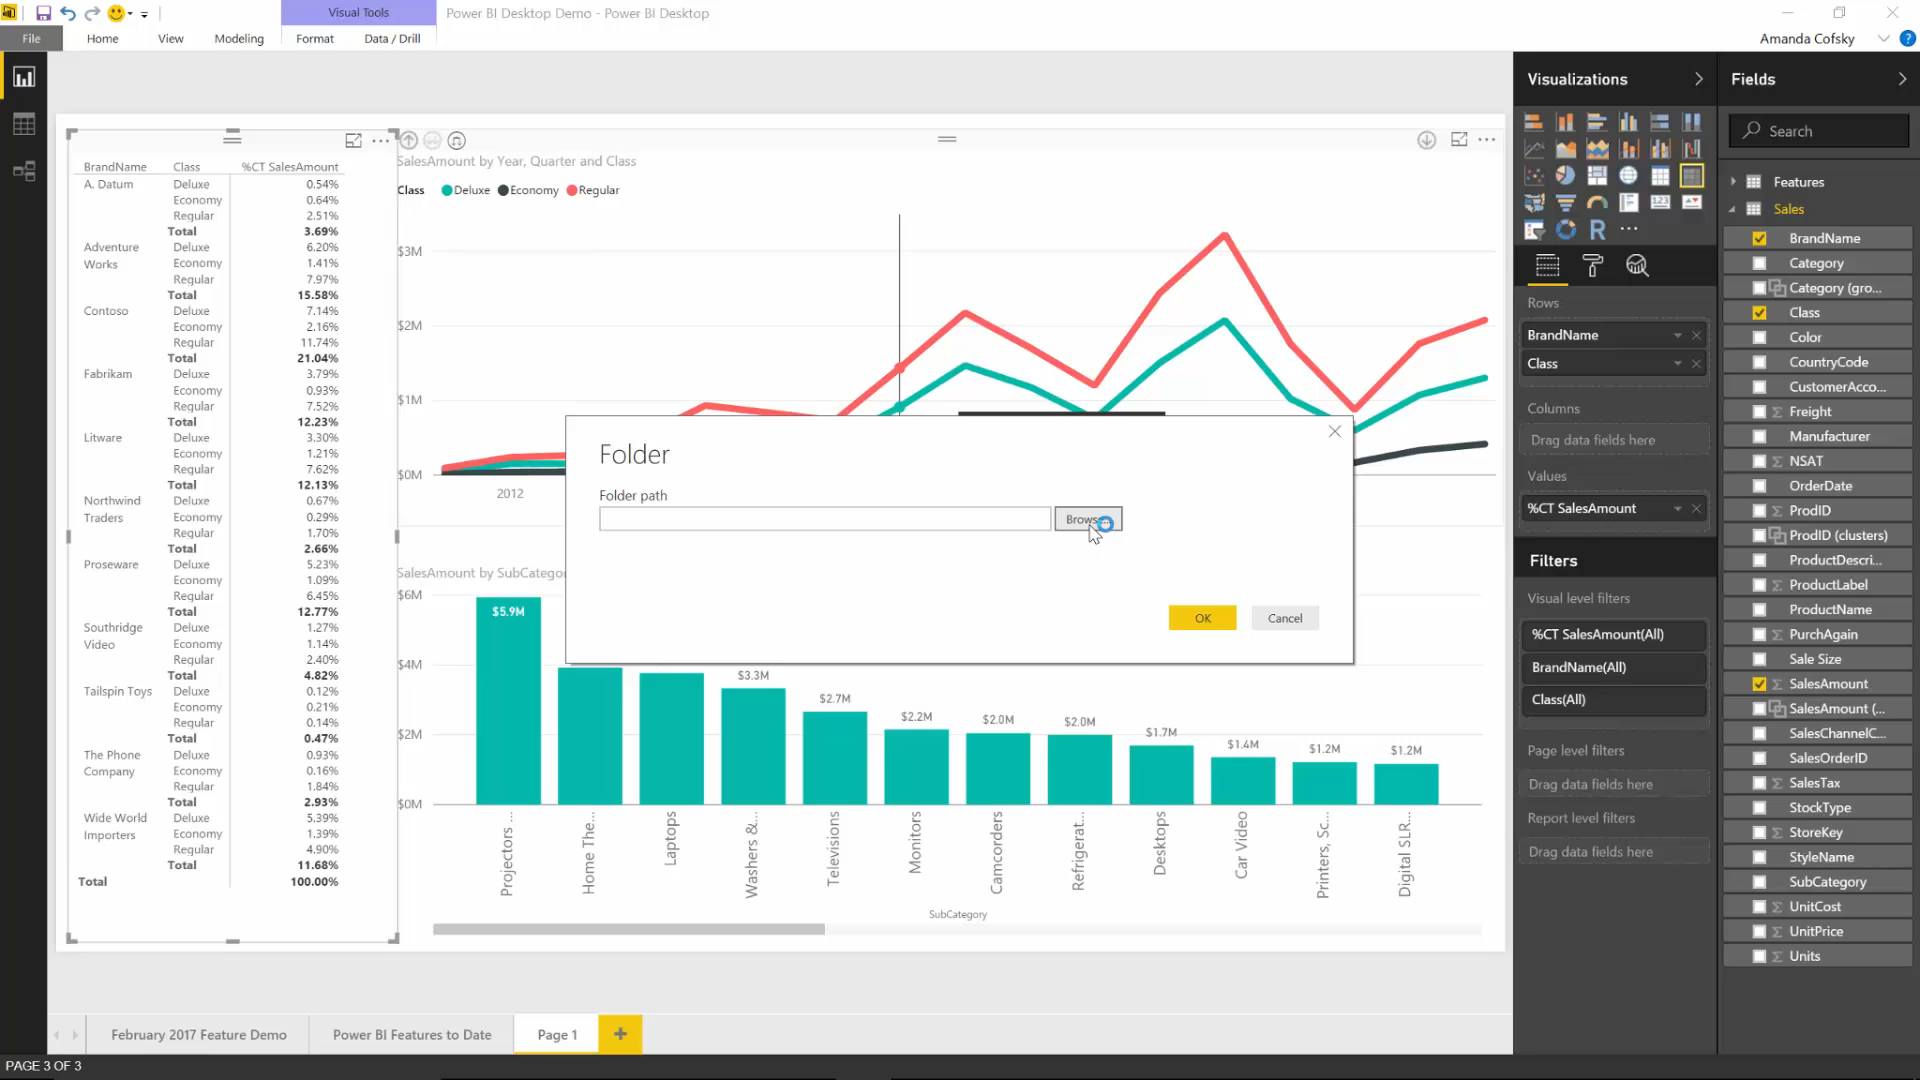 Visual Tools
Power BI Desktop Demo - Power BI Desktop
File
Home
View
Modeling
Format
Data / Drill
Amanda Cofsky
BrandName Class %CT SalesAmount
A. Datum Deluxe 0.54%
Economy 0.64%
Regular 2.51%
Total 3.69%
Adventure Deluxe 6.20%
Works Economy 1.41%
Regular 7.97%
Total 15.58%
Contoso Deluxe 7.14%
Economy 2.16%
Regular 11.74%
Total 21.04%
Fabrikam Deluxe 3.79%
Economy 0.93%
Regular 7.52%
Total 12.23%
Litware Deluxe 3.30%
Economy 1.21%
Regular 7.62%
Total 12.13%
Northwind Deluxe 0.67%
Traders Economy 0.29%
Regular 1.70%
Total 2.66%
Proseware Deluxe 5.23%
Economy 1.09%
Regular 6.45%
Total 12.77%
Southridge Deluxe 1.27%
Video Economy 1.14%
Regular 2.40%
Total 4.82%
Tailspin Toys Deluxe 0.12%
Economy 0.21%
Regular 0.14%
Total 0.47%
The Phone Deluxe 0.93%
Company Economy 0.16%
Regular 1.84%
Total 2.93%
Wide World Deluxe 5.39%
Importers Economy 1.39%
Regular 4.90%
Total 11.68%
Total 100.00%
SalesAmount by Year, Quarter and Class
Class Deluxe Economy Regular
$3M
$2M
$1M
$0M
2012
Folder
Folder path
Brows
OK
Cancel
SalesAmount by SubCatego
$6M
$4M
$2M
$0M
$5.9M
$3.3M
$2.7M
$2.2M
$2.0M
$2.0M
$1.7M
$1.4M
$1.2M
$1.2M
Projectors ...
Home The...
Laptops
Washers &...
Televisions
Monitors
Camcorders
Refrigerat...
Desktops
Car Video
Printers, Sc...
Digital SLR...
SubCategory
Visualizations
R
Rows
BrandName
Class
Columns
Drag data fields here
Values
%CT SalesAmount
Filters
Visual level filters
%CT SalesAmount(All)
BrandName(All)
Class(All)
Page level filters
Drag data fields here
Report level filters
Drag data fields here
Fields
Search
Features
Sales
BrandName
Category
Category (gro...
Class
Color
CountryCode
CustomerAcco...
Freight
Manufacturer
NSAT
OrderDate
ProdID
ProdID (clusters)
ProductDescri...
ProductLabel
ProductName
PurchAgain
Sale Size
SalesAmount
SalesAmount (...
SalesChannelC...
SalesOrderID
SalesTax
StockType
StoreKey
StyleName
SubCategory
UnitCost
UnitPrice
Units
February 2017 Feature Demo
Power BI Features to Date
Page 1
PAGE 3 OF 3